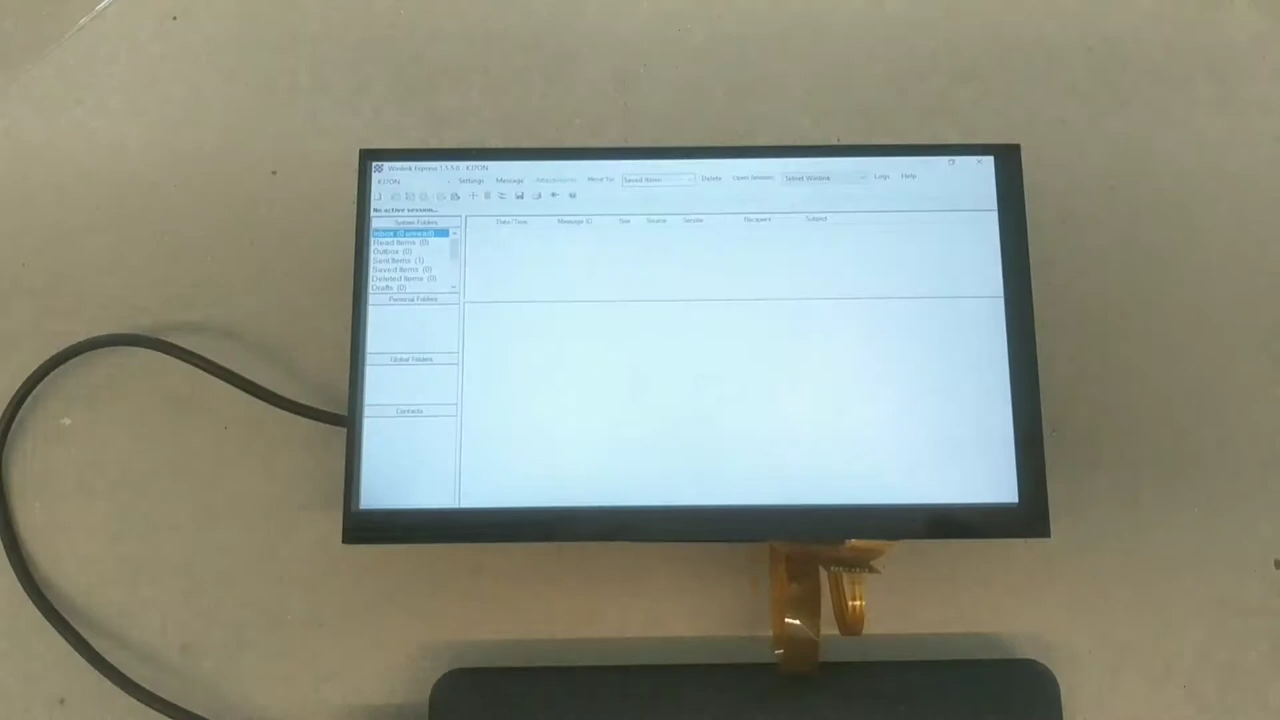 Winlink Express 1.5.5.0 - KJ7ON
KJ7ON Settings Message Attachments Move To: Saved Items Delete Open Session: Telnet Winlink Logs Help
No active session...
System Folders
Inbox (0 unread)
Read Items (0)
Outbox (0)
Sent Items (1)
Saved Items (0)
Deleted Items (0)
Drafts (0)
Personal Folders
Global Folders
Contacts
Date/Time Message ID Size Source Sender Recipient Subject